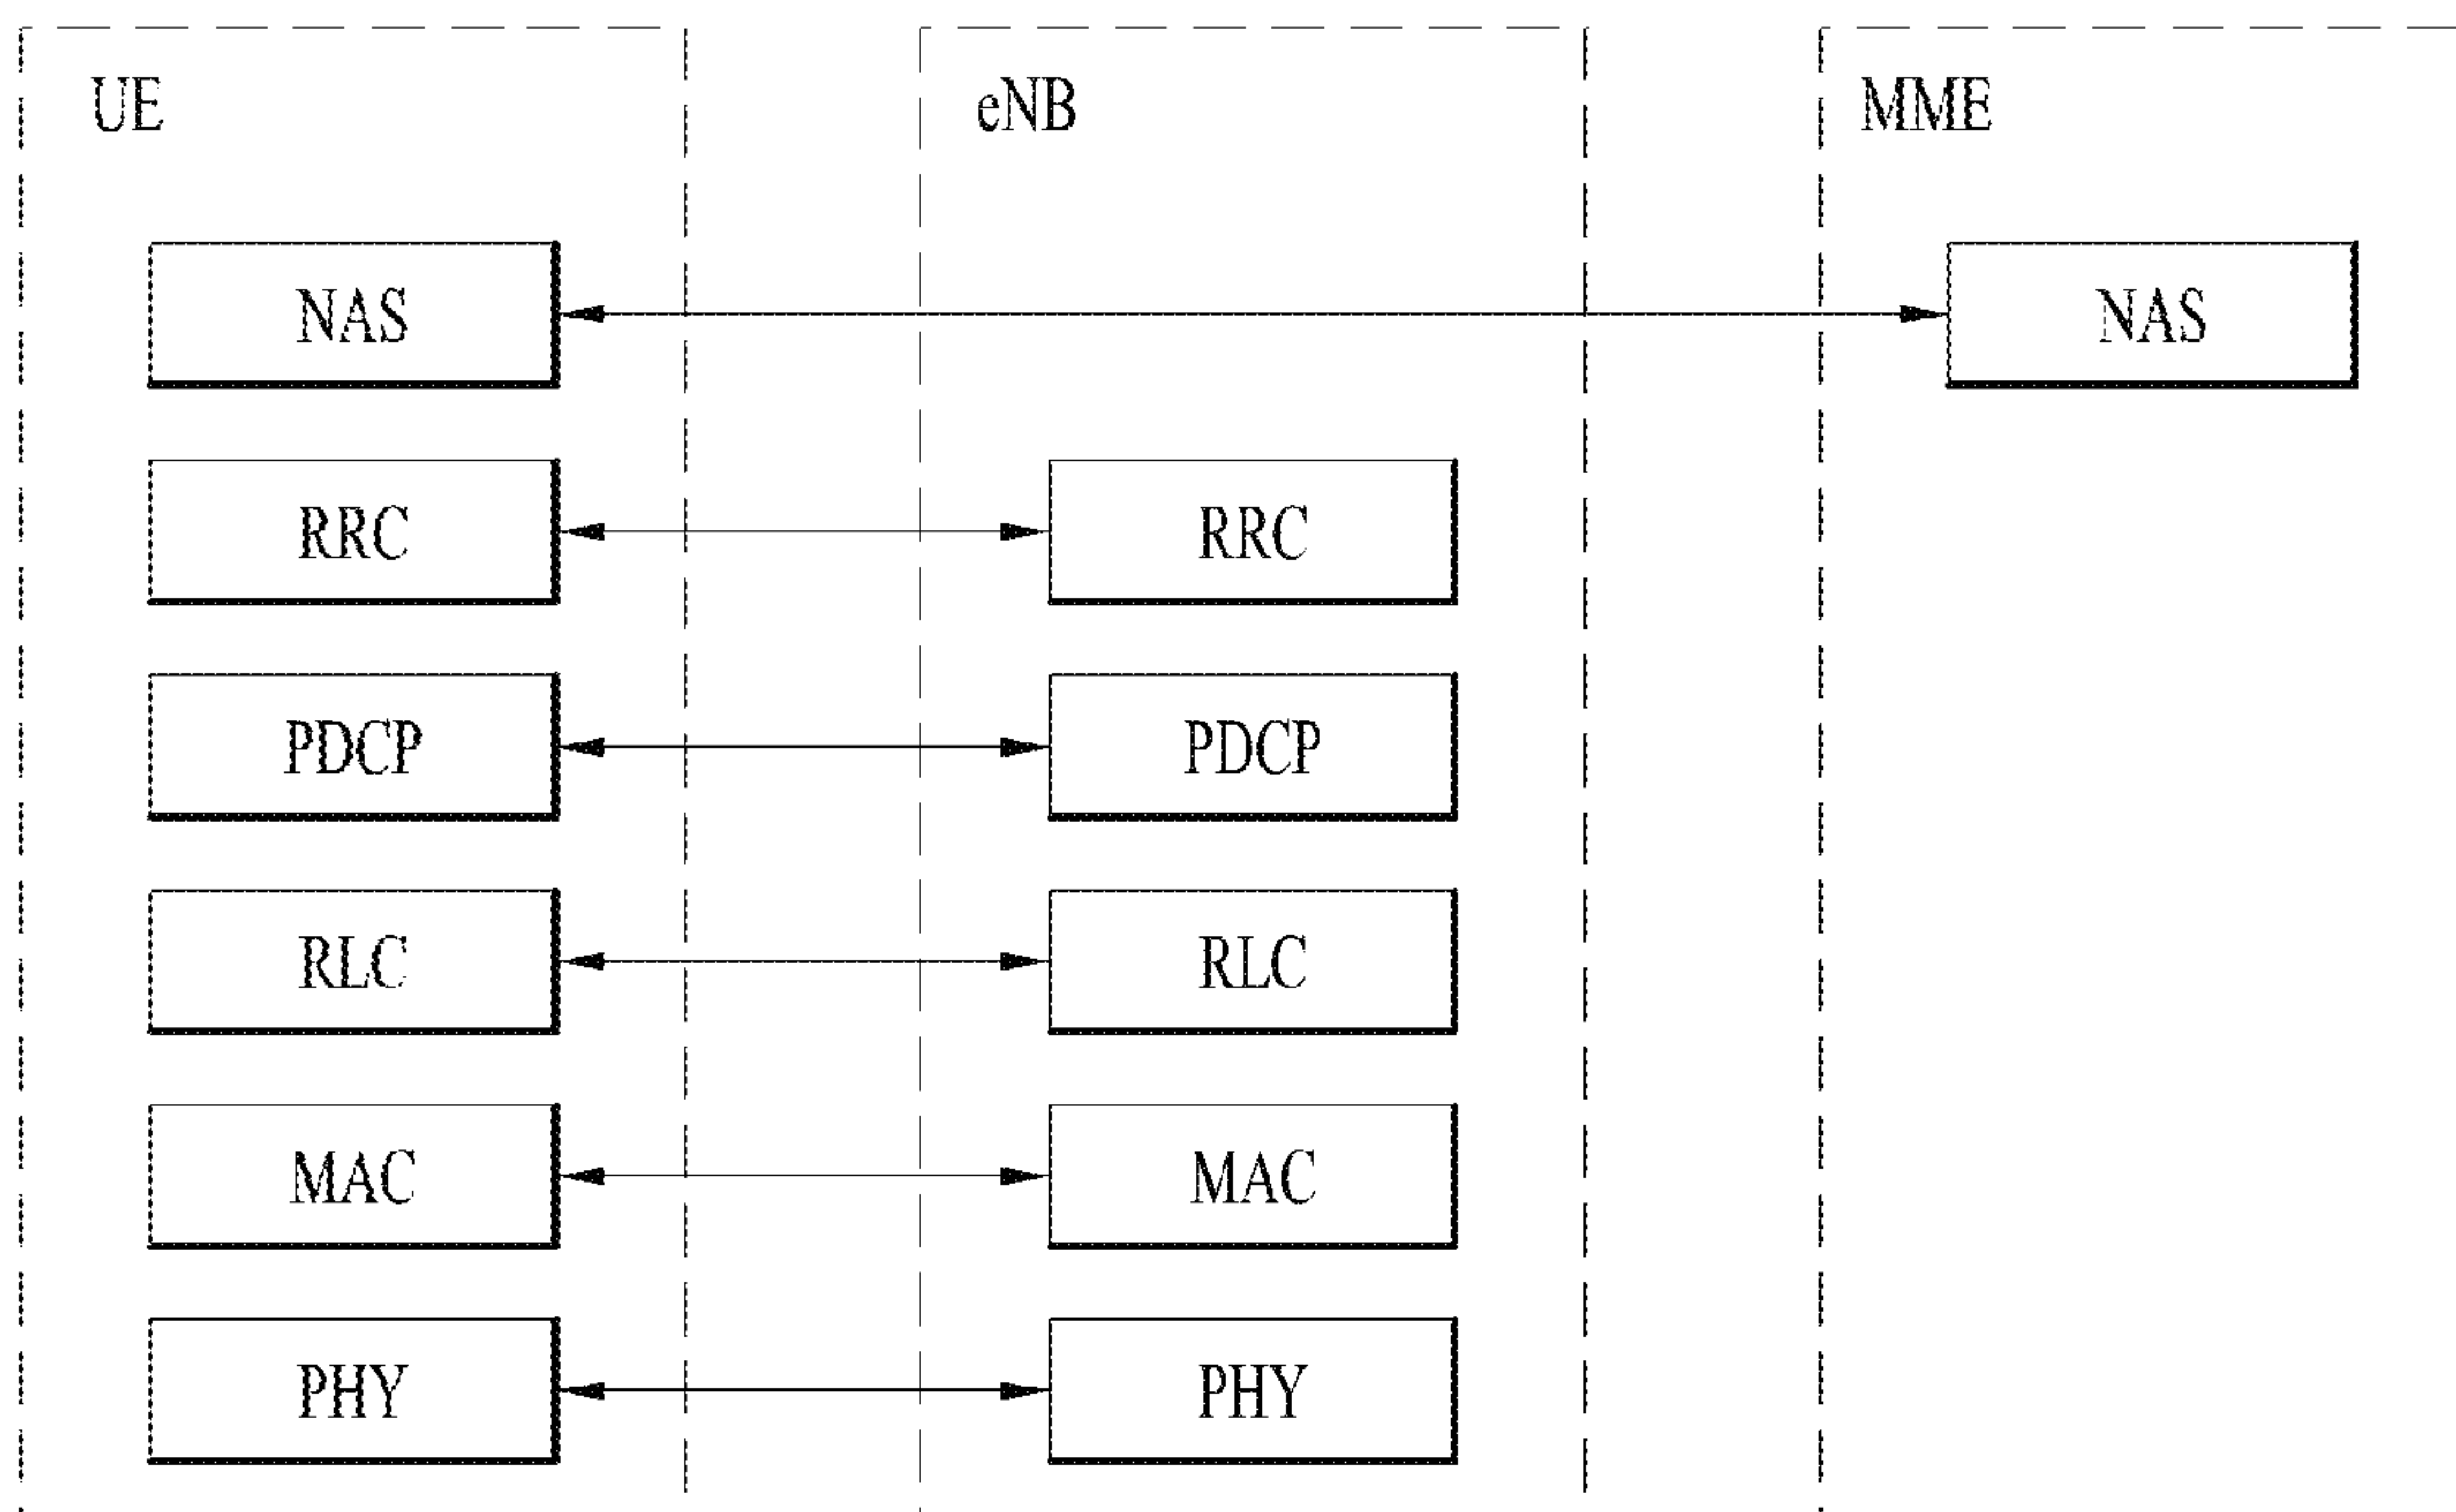 UE eNB MME
NAS NAS
RRC RRC
PDCP PDCP
RLC RLC
MAC MAC
PHY PHY